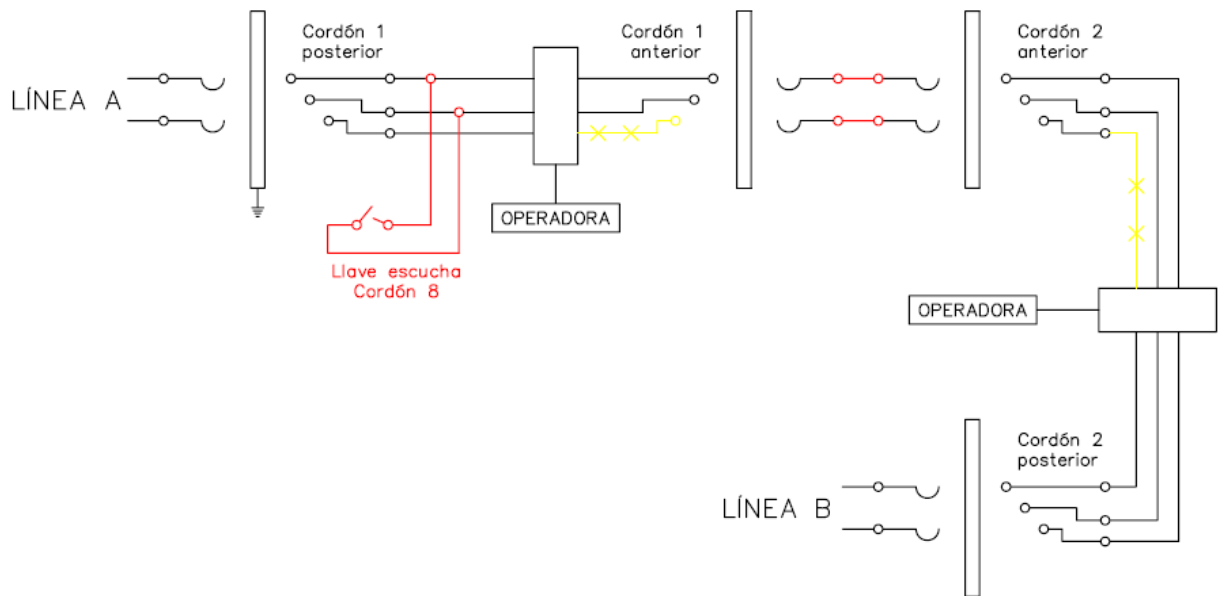 Cordón 1
posterior
Cordón 1
anterior
Cordón 2
anterior
LÍNEA A
OPERADORA
Llave escucha
Cordón 8
OPERADORA
Cordón 2
posterior
LÍNEA B